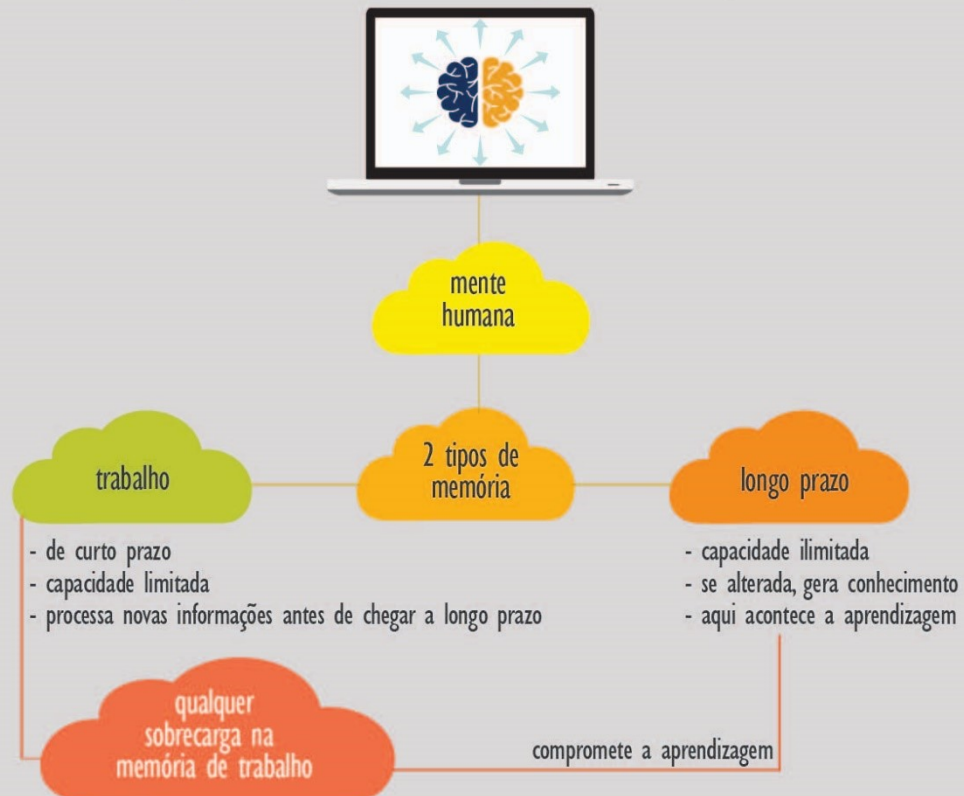 mente
humana
2 tipos de
memória
trabalho
- de curto prazo
- capacidade limitada
- processa novas informações antes de chegar a longo prazo
longo prazo
- capacidade ilimitada
- se alterada, gera conhecimento
- aqui acontece a aprendizagem
qualquer
sobrecarga na
memória de trabalho
compromete a aprendizagem